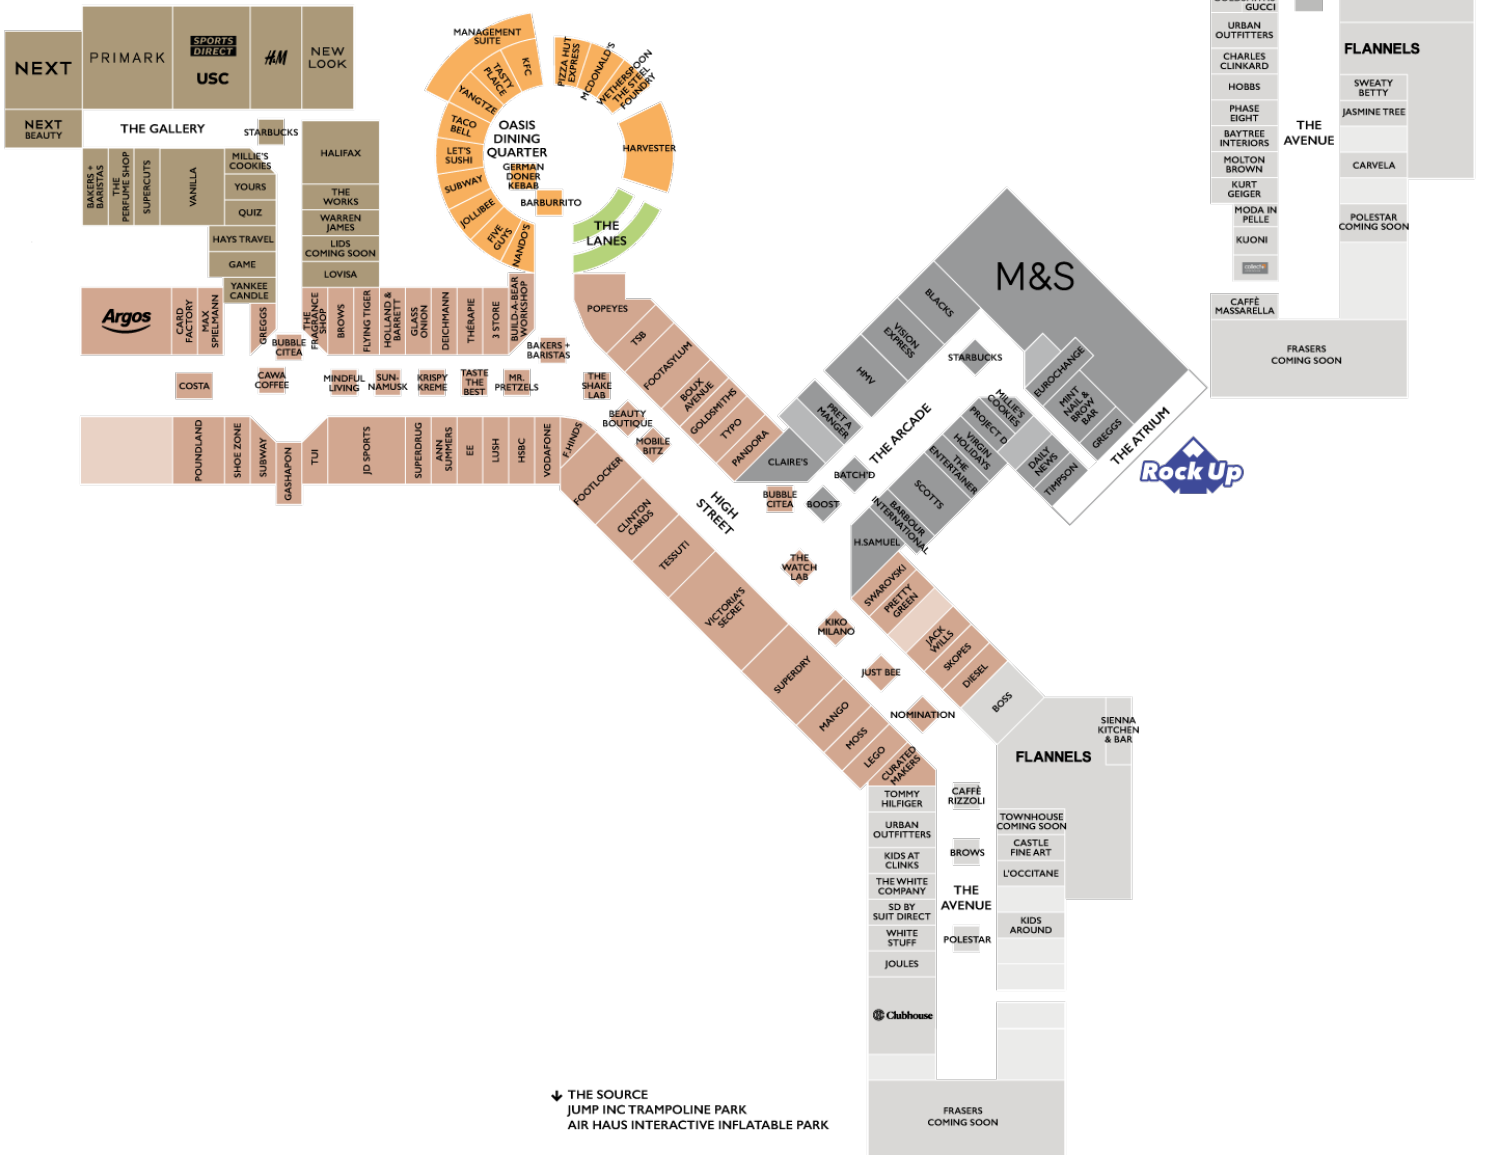 NEXT
PRIMARK
SPORTS
DIRECT
USC
H&M
NEW
LOOK
NEXT
BEAUTY
THE GALLERY
STARBUCKS
BAKERS +
BARISTAS
THE
PERFUME SHOP
SUPERCUTS
VANILLA
MILLIE'S
COOKIES
YOURS
QUIZ
HAYS TRAVEL
GAME
YANKEE
CANDLE
HALIFAX
THE
WORKS
WARREN
JAMES
LIDS
COMING SOON
LOVISA
MANAGEMENT
SUITE
KFC
TASTY
PLAICE
YANGTZE
TACO
BELL
LET'S
SUSHI
SUBWAY
JOLLIBEE
FIVE
GUYS
NANDO'S
PIZZA HUT
EXPRESS
MCDONALD'S
WETHERSPOON
THE STEEL
FOUNDRY
HARVESTER
OASIS
DINING
QUARTER
GERMAN
DONER
KEBAB
BARBURRITO
THE
LANES
Argos
CARD
FACTORY
MAX
SPIELMANN
GREGGS
BUBBLE
CITEA
THE
FRAGRANCE
SHOP
BROWS
FLYING TIGER
HOLLAND &
BARRETT
GLASS
ONION
DEICHMANN
THÉRAPIE
3 STORE
BUILD-A-BEAR
WORKSHOP
BAKERS +
BARISTAS
COSTA
CAWA
COFFEE
MINDFUL
LIVING
SUN-
NAMUSK
KRISPY
KREME
TASTE
THE
BEST
MR.
PRETZELS
THE
SHAKE
LAB
BEAUTY
BOUTIQUE
MOBILE
BITZ
POUNDLAND
SHOE ZONE
SUBWAY
GASHAPON
TUI
JD SPORTS
SUPERDRUG
ANN
SUMMERS
EE
LUSH
HSBC
VODAFONE
F.HINDS
FOOTLOCKER
CLINTON
CARDS
TESSUTI
VICTORIA'S
SECRET
SUPERDRY
MANGO
MOSS
LEGO
CURATED
MAKERS
POPEYES
TSB
FOOTASYLUM
BOUX
AVENUE
GOLDSMITHS
TYPO
PANDORA
CLAIRE'S
HIGH
STREET
BUBBLE
CITEA
BOOST
BATCH'D
THE ARCADE
PRET A
MANGER
HMV
VISION
EXPRESS
BLACKS
M&S
STARBUCKS
EUROCHANGE
MINT
NAIL &
BROW
BAR
GREGGS
THE ATRIUM
MILLIE'S
COOKIES
PROJECT D
VIRGIN
HOLIDAYS
THE
ENTERTAINER
SCOTTS
BARBOUR
INTERNATIONAL
H.SAMUEL
DAILY
NEWS
TIMPSON
Rock Up
THE
WATCH
LAB
KIKO
MILANO
JUST BEE
NOMINATION
SWAROVSKI
PRETTY
GREEN
JACK
WILLS
SKOPES
DIESEL
BOSS
FLANNELS
SIENNA
KITCHEN
& BAR
TOMMY
HILFIGER
URBAN
OUTFITTERS
KIDS AT
CLINKS
THE WHITE
COMPANY
SD BY
SUIT DIRECT
WHITE
STUFF
JOULES
Clubhouse
CAFFÈ
RIZZOLI
BROWS
THE
AVENUE
POLESTAR
TOWNHOUSE
COMING SOON
CASTLE
FINE ART
L'OCCITANE
KIDS
AROUND
FRASERS
COMING SOON
GUCCI
URBAN
OUTFITTERS
CHARLES
CLINKARD
HOBBS
PHASE
EIGHT
BAYTREE
INTERIORS
MOLTON
BROWN
KURT
GEIGER
MODA IN
PELLE
KUONI
CAFFÈ
MASSARELLA
THE
AVENUE
FLANNELS
SWEATY
BETTY
JASMINE TREE
CARVELA
POLESTAR
COMING SOON
FRASERS
COMING SOON
THE SOURCE
JUMP INC TRAMPOLINE PARK
AIR HAUS INTERACTIVE INFLATABLE PARK